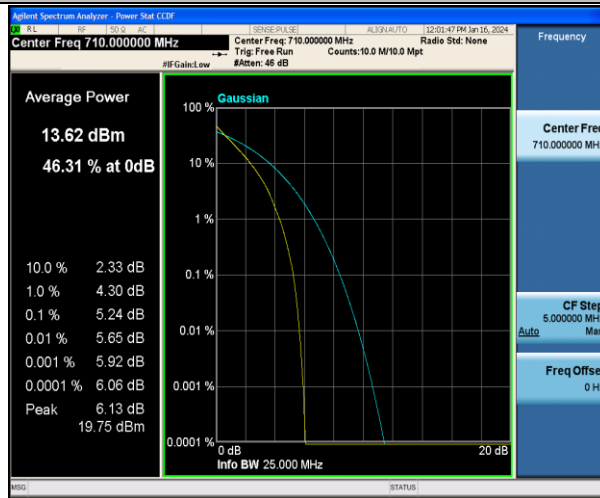 Agilent Spectrum Analyzer - Power Stat CCDF
RL RF 50 Ω AC SENSE:PULSE ALIGN AUTO 12:01:47 PM Jan 16, 2024
Center Freq 710.000000 MHz
Center Freq: 710.000000 MHz Radio Std: None
Trig: Free Run Counts:10.0 M/10.0 Mpt
#IFGain:Low #Atten: 46 dB
Frequency
Average Power
13.62 dBm
46.31 % at 0dB
10.0 % 2.33 dB
1.0 % 4.30 dB
0.1 % 5.24 dB
0.01 % 5.65 dB
0.001 % 5.92 dB
0.0001 % 6.06 dB
Peak 6.13 dB
19.75 dBm
Gaussian
100 %
10 %
1 %
0.1 %
0.01 %
0.001 %
0.0001 %
0 dB 20 dB
Info BW 25.000 MHz
Center Fre
710.000000 MH
CF Step
5.000000 MH
Auto Ma
Freq Offse
0 H
MSG STATUS